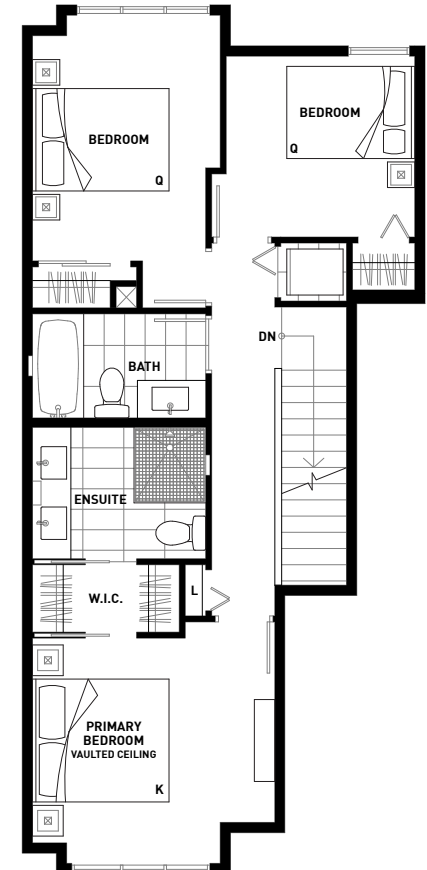 BEDROOM
Q
BEDROOM
Q
DN
BATH
ENSUITE
W.I.C.
L
PRIMARY
BEDROOM
VAULTED CEILING
K